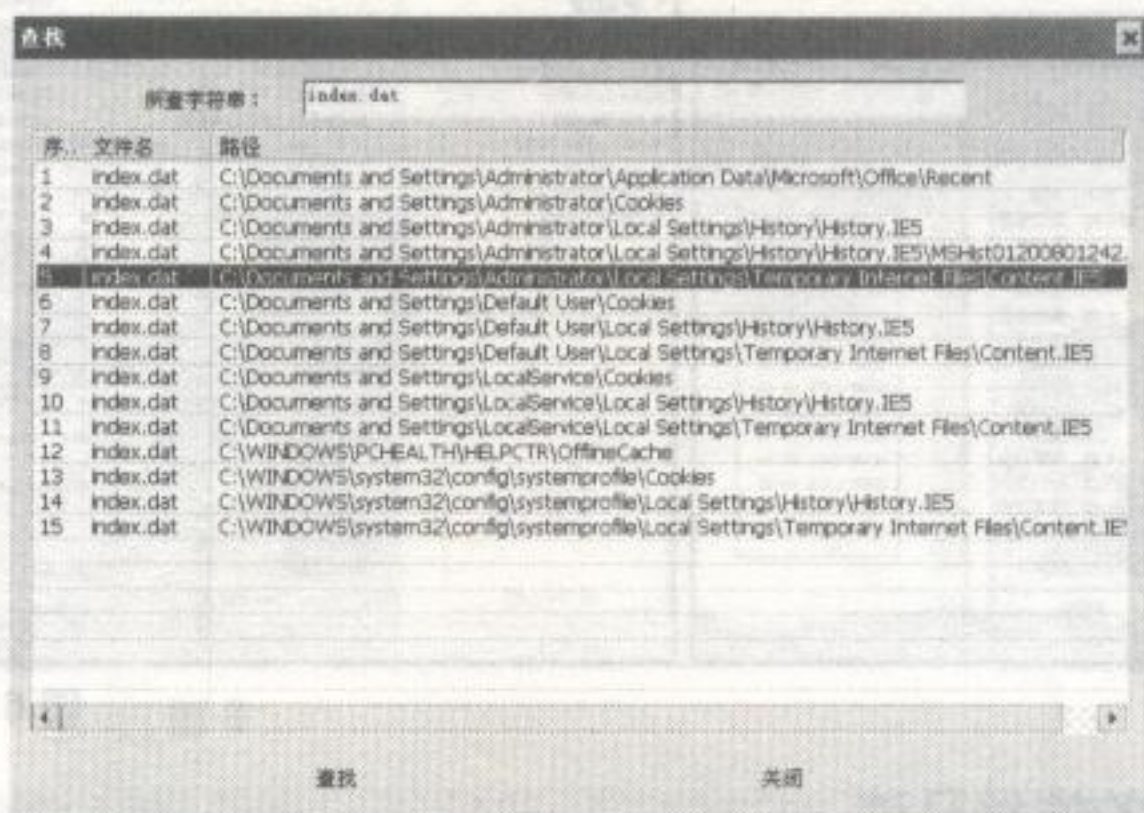 查找
所查字符串： index.dat
序.. 文件名 路径
1 index.dat C:\Documents and Settings\Administrator\Application Data\Microsoft\Office\Recent
2 index.dat C:\Documents and Settings\Administrator\Cookies
3 index.dat C:\Documents and Settings\Administrator\Local Settings\History\History.IE5
4 index.dat C:\Documents and Settings\Administrator\Local Settings\History\History.IE5\MSHist01200801242.
5 index.dat C:\Documents and Settings\Administrator\Local Settings\Temporary Internet Files\Content.IE5
6 index.dat C:\Documents and Settings\Default User\Cookies
7 index.dat C:\Documents and Settings\Default User\Local Settings\History\History.IE5
8 index.dat C:\Documents and Settings\Default User\Local Settings\Temporary Internet Files\Content.IE5
9 index.dat C:\Documents and Settings\LocalService\Cookies
10 index.dat C:\Documents and Settings\LocalService\Local Settings\History\History.IE5
11 index.dat C:\Documents and Settings\LocalService\Local Settings\Temporary Internet Files\Content.IE5
12 index.dat C:\WINDOWS\PCHEALTH\HELPCTR\OfflineCache
13 index.dat C:\WINDOWS\system32\config\systemprofile\Cookies
14 index.dat C:\WINDOWS\system32\config\systemprofile\Local Settings\History\History.IE5
15 index.dat C:\WINDOWS\system32\config\systemprofile\Local Settings\Temporary Internet Files\Content.IE
查找 关闭